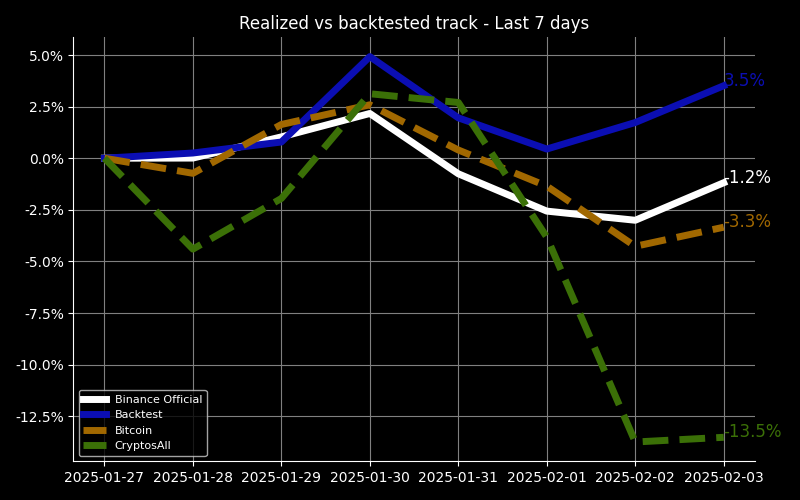 Realized vs backtested track - Last 7 days
5.0%
2.5%
0.0%
-2.5%
-5.0%
-7.5%
-10.0%
-12.5%
3.5%
-1.2%
-3.3%
-13.5%
Binance Official
Backtest
Bitcoin
CryptosAll
2025-01-27 2025-01-28 2025-01-29 2025-01-30 2025-01-31 2025-02-01 2025-02-02 2025-02-03